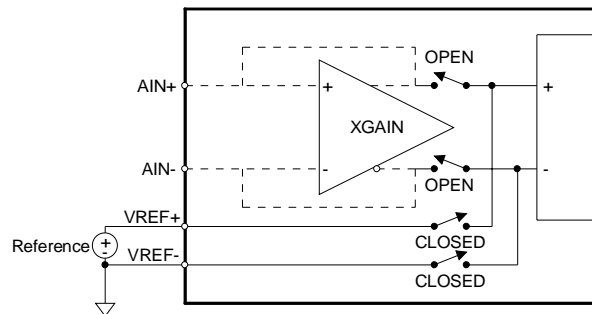 OPEN
AIN+
+
+
XGAIN
AIN-
-
-
OPEN
VREF+
Reference
+
-
CLOSED
VREF-
CLOSED